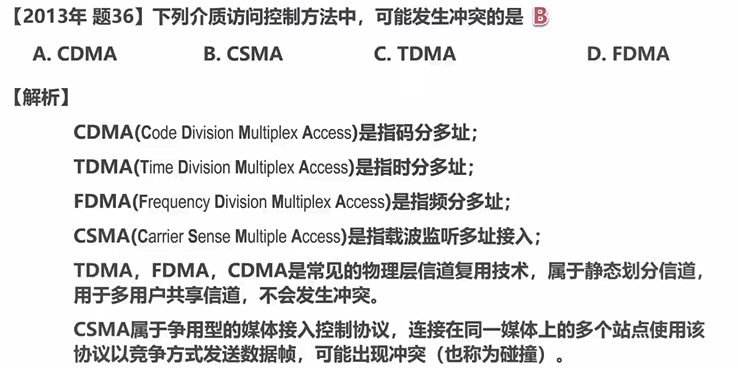 【2013年 题36】下列介质访问控制方法中，可能发生冲突的是 B
A. CDMA B. CSMA C. TDMA D. FDMA
【解析】
CDMA(Code Division Multiplex Access)是指码分多址；
TDMA(Time Division Multiplex Access)是指时分多址；
FDMA(Frequency Division Multiplex Access)是指频分多址；
CSMA(Carrier Sense Multiple Access)是指载波监听多址接入；
TDMA，FDMA，CDMA是常见的物理层信道复用技术，属于静态划分信道，
用于多用户共享信道，不会发生冲突。
CSMA属于争用型的媒体接入控制协议，连接在同一媒体上的多个站点使用该
协议以竞争方式发送数据帧，可能出现冲突（也称为碰撞）。